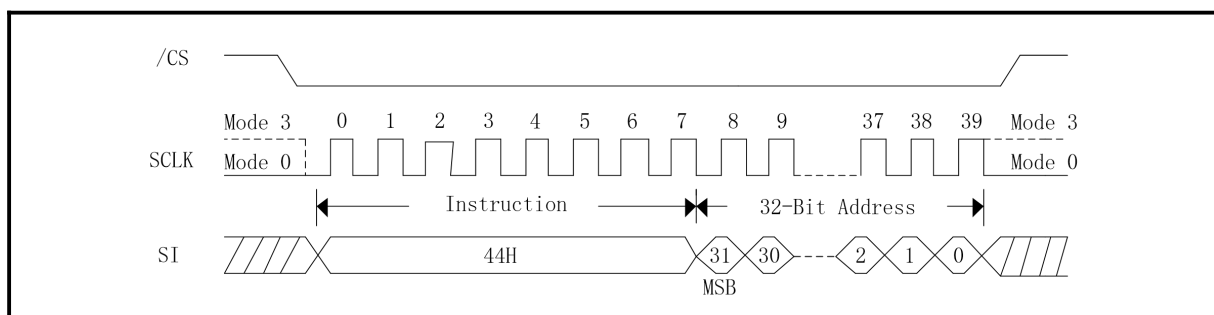 /CS
Mode 3 0 1 2 3 4 5 6 7 8 9 37 38 39 Mode 3
SCLK Mode 0 Mode 0
Instruction 32-Bit Address
SI 44H 31 30 2 1 0
MSB